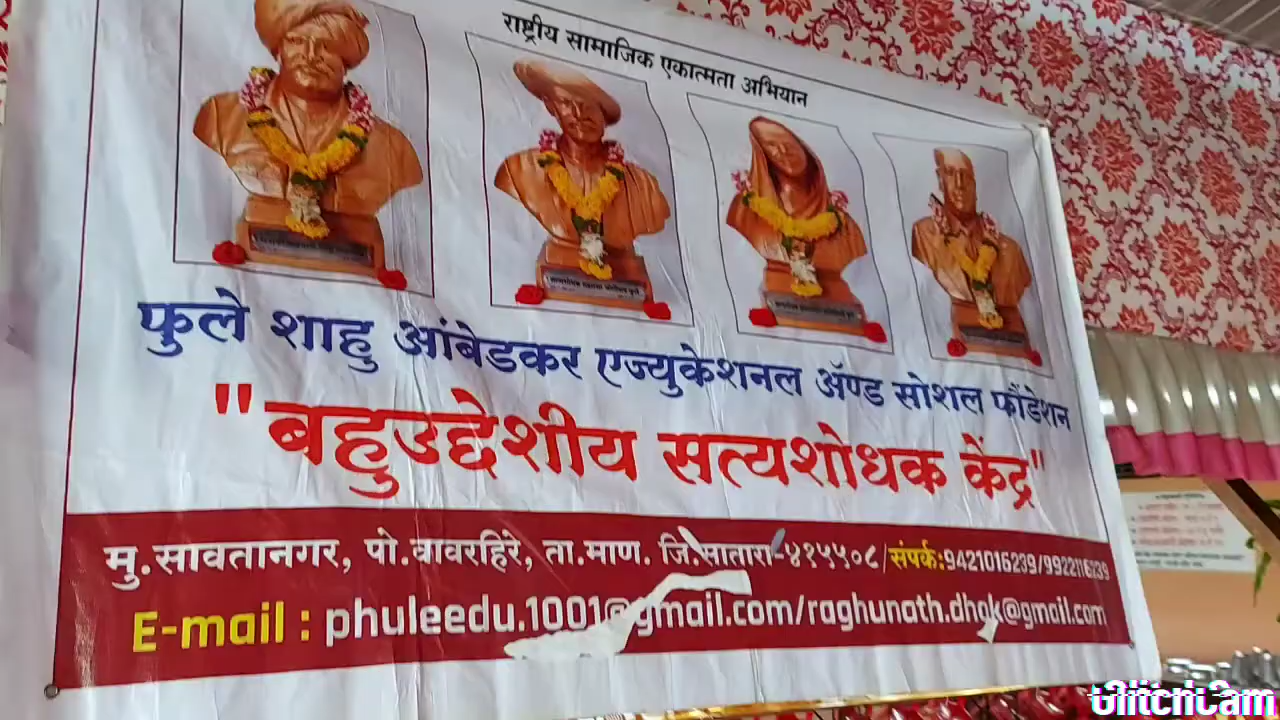 राष्ट्रीय सामाजिक एकात्मता अभियान
फुले शाहु आंबेडकर एज्युकेशनल ॲण्ड सोशल फौंडेशन
"बहुउद्देशीय सत्यशोधक केंद्र"
मु.सावतानगर, पो.वावरहिरे, ता.माण. जि.सातारा-४१५५०८/संपर्क:9421016239/9922116239
E-mail : phuleedu.1001@gmail.com/raghunath.dhok@gmail.com
GlitchCam